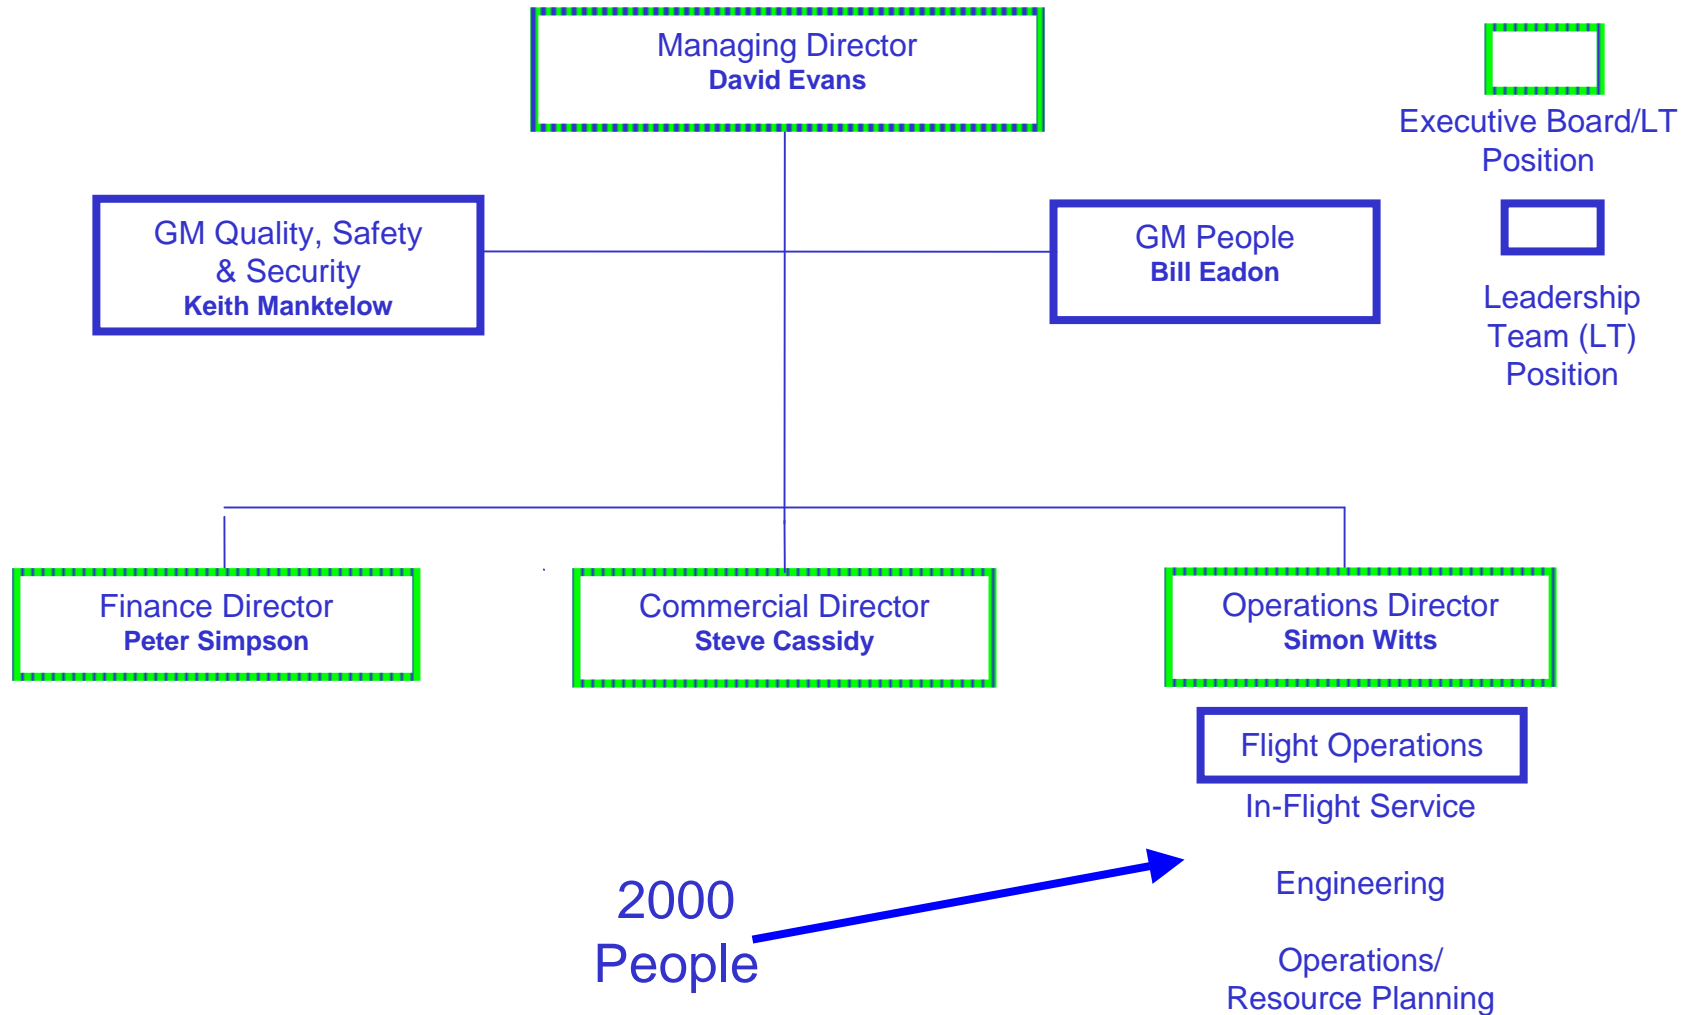 Managing Director
David Evans
Executive Board/LT
Position
GM Quality, Safety
& Security
Keith Manktelow
GM People
Bill Eadon
Leadership
Team (LT)
Position
Finance Director
Peter Simpson
Commercial Director
Steve Cassidy
Operations Director
Simon Witts
Flight Operations
In-Flight Service
Engineering
Operations/
Resource Planning
2000
People